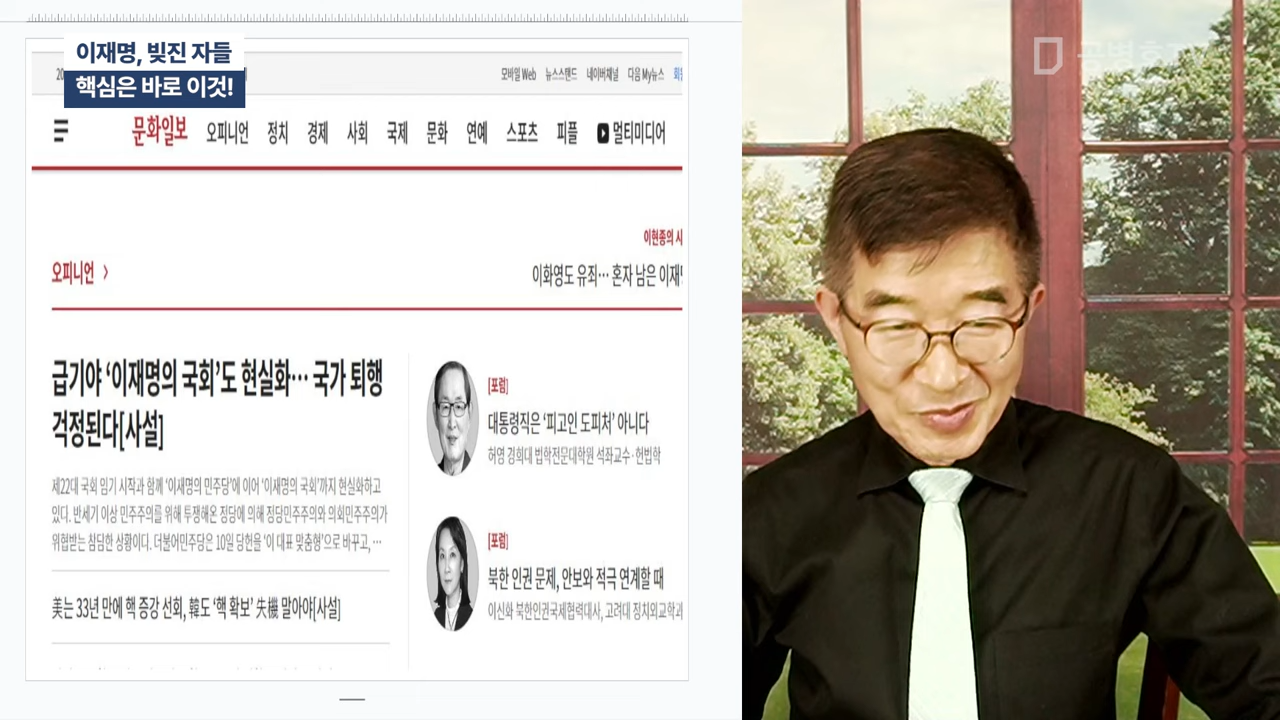 이재명, 빚진 자들
핵심은 바로 이것!
20
모바일 Web 뉴스스탠드 네이버채널 다음 My뉴스
문화일보 오피니언 정치 경제 사회 국제 문화 연예 스포츠 피플 멀티미디어
이현종의 시
오피니언 >
이화영도 유죄… 혼자 남은 이재명
급기야 ‘이재명의 국회’도 현실화… 국가 퇴행
걱정된다[사설]
제22대 국회 임기 시작과 함께 ‘이재명의 민주당’에 이어 ‘이재명의 국회’까지 현실화하고
있다. 반세기 이상 민주주의를 위해 투쟁해온 정당에 의해 정당민주주의와 의회민주주의가
위협받는 참담한 상황이다. 더불어민주당은 10일 당헌을 ‘이 대표 맞춤형’으로 바꾸고, …
美는 33년 만에 핵 증강 선회, 韓도 ‘핵 확보’ 失機 말아야[사설]
[포럼]
대통령직은 ‘피고인 도피처’ 아니다
허영 경희대 법학전문대학원 석좌교수·헌법학
[포럼]
북한 인권 문제, 안보와 적극 연계할 때
이신화 북한인권국제협력대사, 고려대 정치외교학과